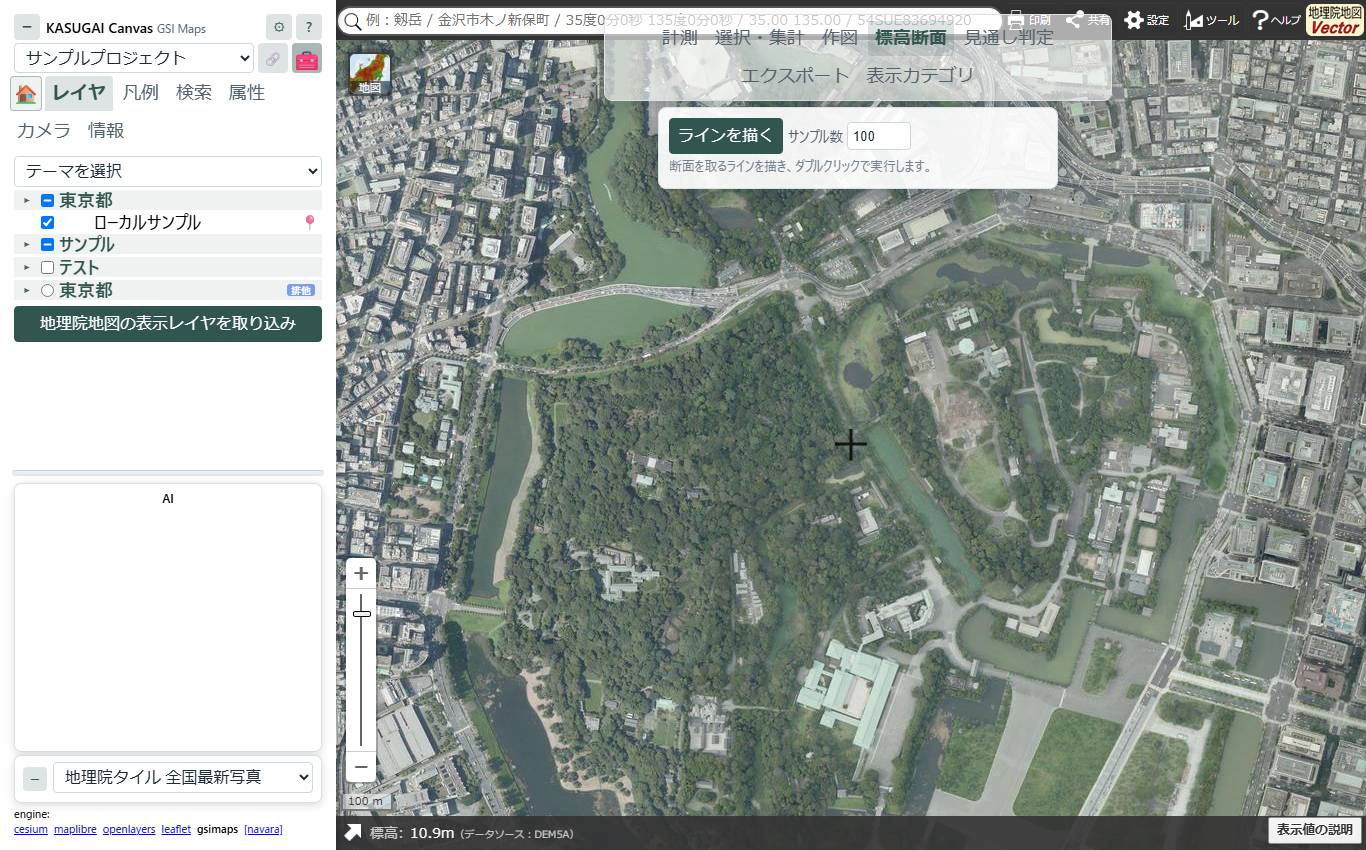 − KASUGAI Canvas GSI Maps ⚙ ?
サンプルプロジェクト
レイヤ 凡例 検索 属性
カメラ 情報
テーマを選択
東京都
ローカルサンプル
サンプル
テスト
東京都 排他
地理院地図の表示レイヤを取り込み
AI
− 地理院タイル 全国最新写真
engine:
cesium maplibre openlayers leaflet gsimaps [navara]
例：剱岳 / 金沢市木ノ新保町 / 35度0分0秒 135度0分0秒 / 35.00 135.00 / 54SUE83694920
印刷 共有 設定 ツール ヘルプ 地理院地図 Vector
地図
計測 選択・集計 作図 標高断面 見通し判定
エクスポート 表示カテゴリ
ラインを描く サンプル数 100
断面を取るラインを描き、ダブルクリックで実行します。
+
−
100 m
標高: 10.9m (データソース：DEM5A)
表示値の説明